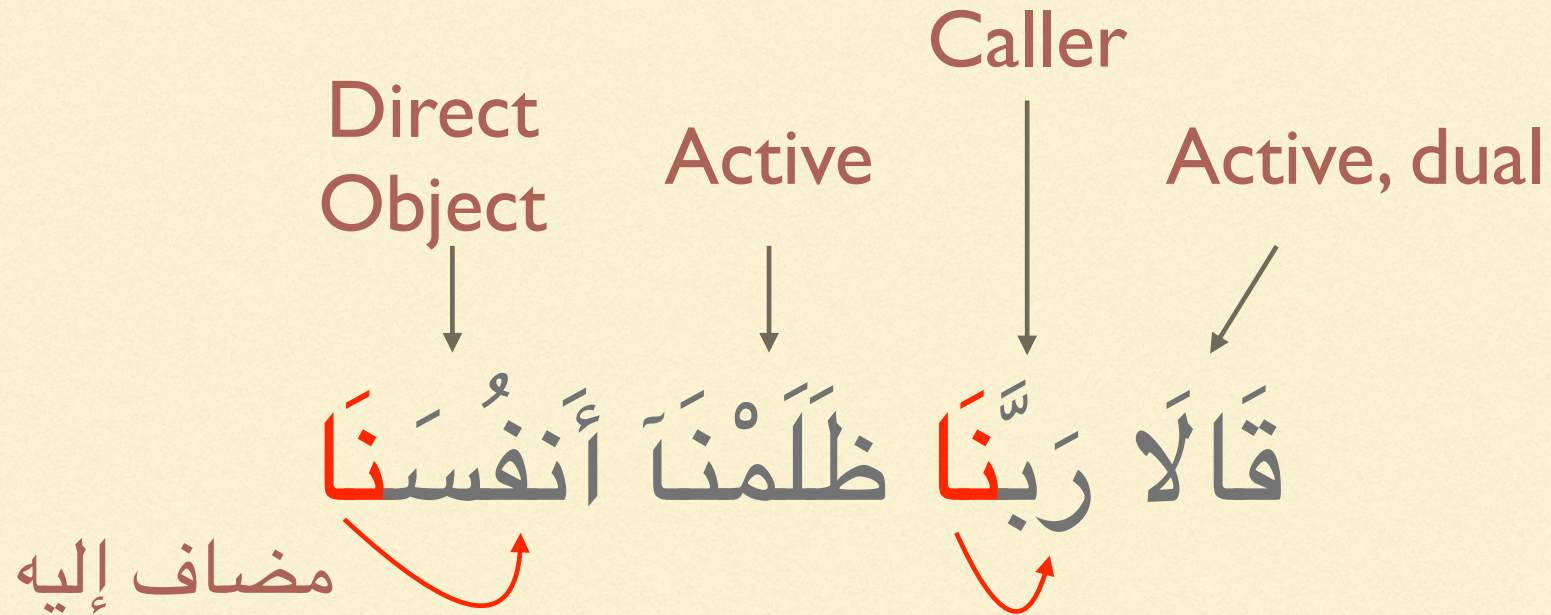 Caller
Direct
Object
Active
Active, dual
قَالَا رَبَّنَا ظَلَمْنَآ أَنفُسَنَا
مضاف إليه